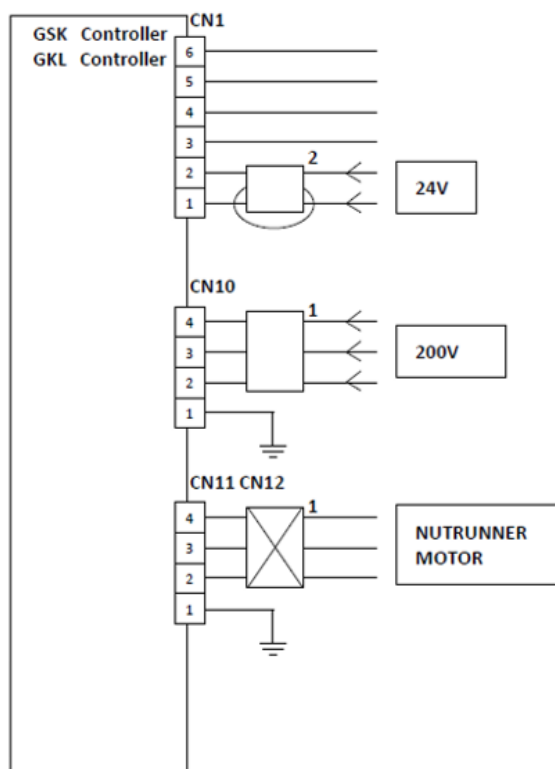 CN1
GSK Controller
GKL Controller
6
5
4
3
2
1
2
24V
CN10
4
3
2
1
1
200V
CN11 CN12
4
3
2
1
1
NUTRUNNER
MOTOR